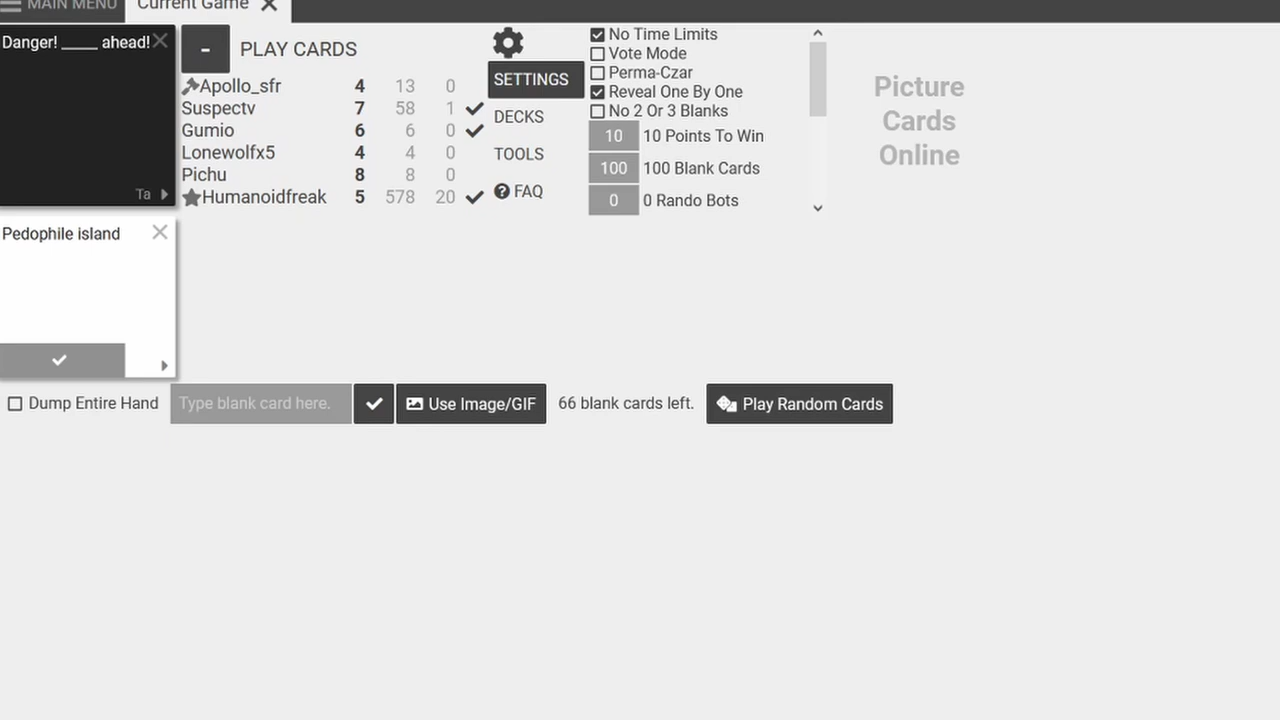 MAIN MENU
Current Game
Danger! _____ ahead!
Ta
Pedophile island
-
PLAY CARDS
Apollo_sfr 4 13 0
Suspectv 7 58 1
Gumio 6 6 0
Lonewolfx5 4 4 0
Pichu 8 8 0
Humanoidfreak 5 578 20
SETTINGS
DECKS
TOOLS
? FAQ
No Time Limits
Vote Mode
Perma-Czar
Reveal One By One
No 2 Or 3 Blanks
10 10 Points To Win
100 100 Blank Cards
0 0 Rando Bots
Picture
Cards
Online
Dump Entire Hand
Type blank card here.
Use Image/GIF
66 blank cards left.
Play Random Cards